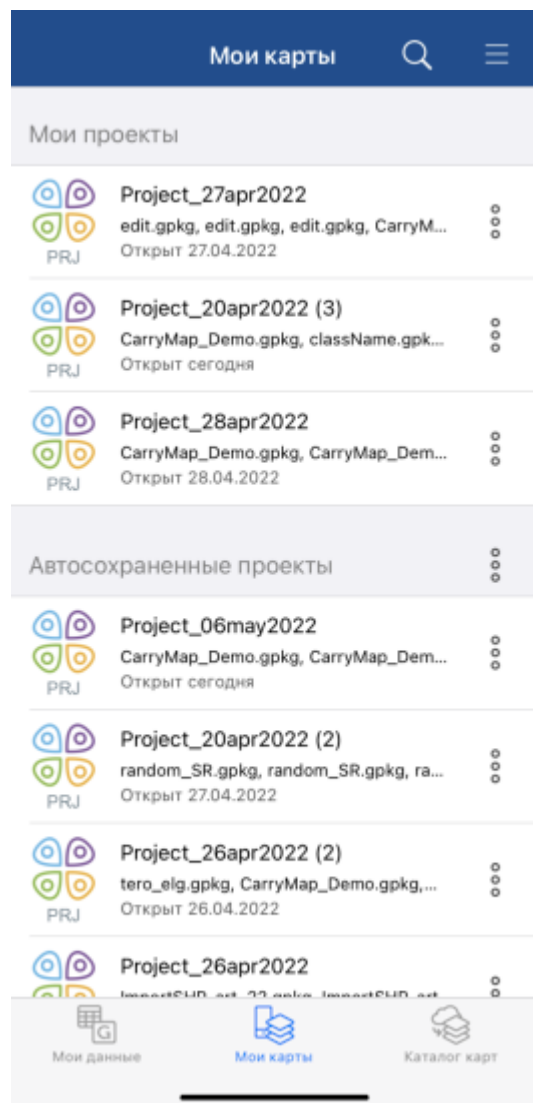 Мои карты
Мои проекты
Project_27apr2022
edit.gpkg, edit.gpkg, edit.gpkg, CarryM...
Открыт 27.04.2022
PRJ
Project_20apr2022 (3)
CarryMap_Demo.gpkg, className.gpk...
Открыт сегодня
PRJ
Project_28apr2022
CarryMap_Demo.gpkg, CarryMap_Dem...
Открыт 28.04.2022
PRJ
Автосохраненные проекты
Project_06may2022
CarryMap_Demo.gpkg, CarryMap_Dem...
Открыт сегодня
PRJ
Project_20apr2022 (2)
random_SR.gpkg, random_SR.gpkg, ra...
Открыт 27.04.2022
PRJ
Project_26apr2022 (2)
tero_elg.gpkg, CarryMap_Demo.gpkg,...
Открыт 26.04.2022
PRJ
Project_26apr2022
G
Мои данные
Мои карты
Каталог карт